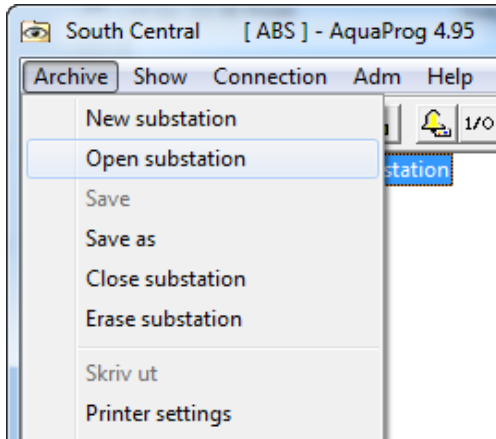 South Central [ ABS ] - AquaProg 4.95
Archive Show Connection Adm Help
1/0
New substation
Open substation
station
Save
Save as
Close substation
Erase substation
Skriv ut
Printer settings